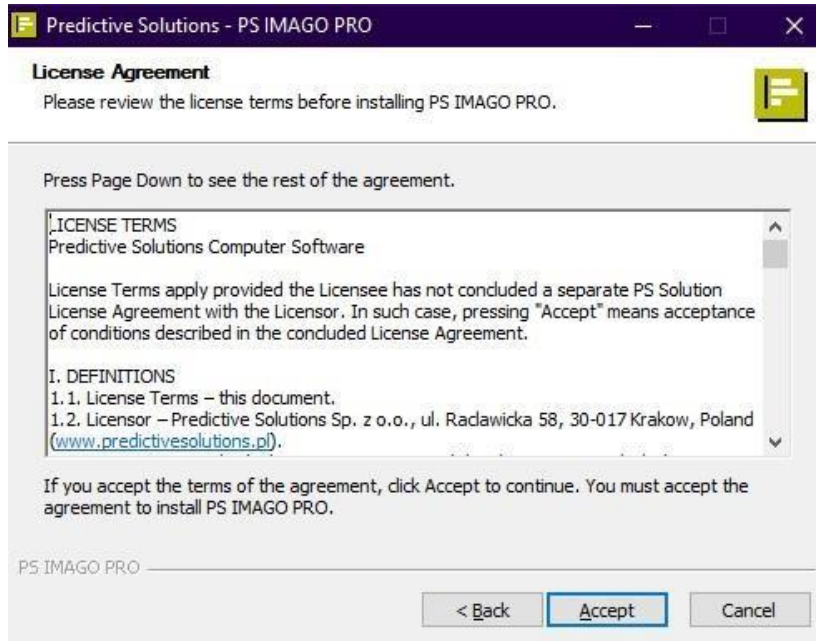 Predictive Solutions - PS IMAGO PRO
License Agreement
Please review the license terms before installing PS IMAGO PRO.
Press Page Down to see the rest of the agreement.
LICENSE TERMS
Predictive Solutions Computer Software
License Terms apply provided the Licensee has not concluded a separate PS Solution
License Agreement with the Licensor. In such case, pressing "Accept" means acceptance
of conditions described in the concluded License Agreement.
I. DEFINITIONS
1.1. License Terms – this document.
1.2. Licensor – Predictive Solutions Sp. z o.o., ul. Racławicka 58, 30-017 Krakow, Poland
(www.predictivesolutions.pl).
If you accept the terms of the agreement, click Accept to continue. You must accept the
agreement to install PS IMAGO PRO.
PS IMAGO PRO
< Back
Accept
Cancel